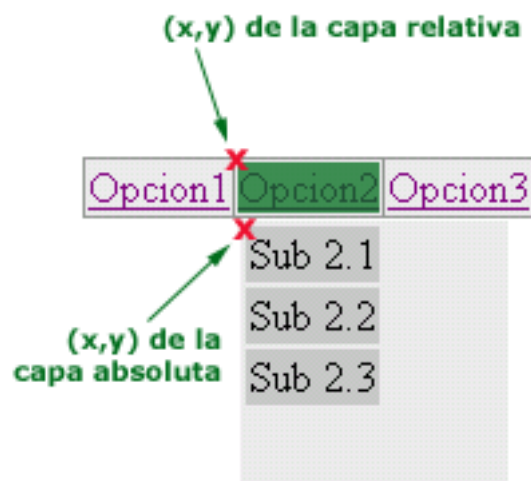 (x,y) de la capa relativa
x
Opcion1 Opcion2 Opcion3
x
Sub 2.1
Sub 2.2
Sub 2.3
(x,y) de la
capa absoluta